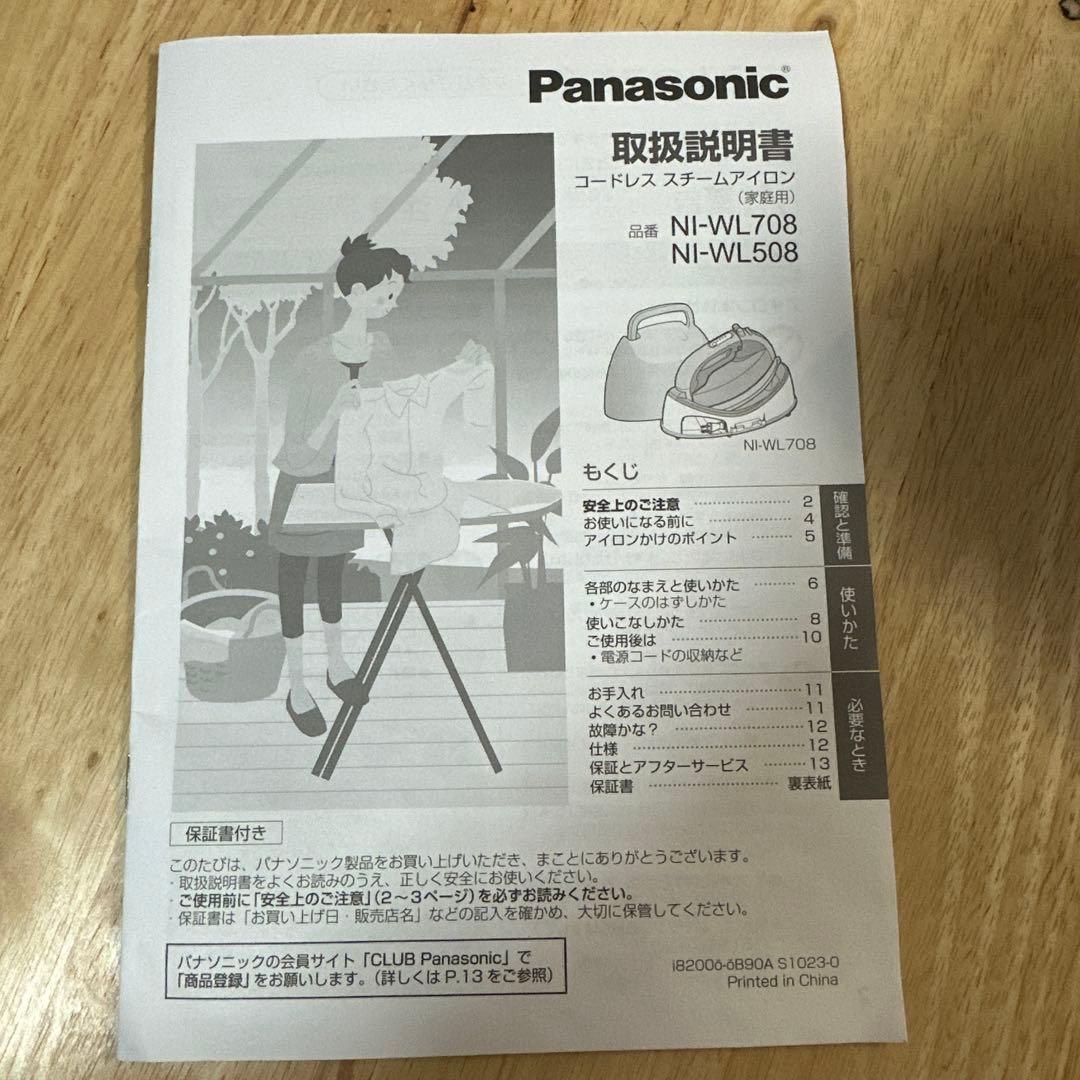 Panasonic®
取扱説明書
コードレス スチームアイロン
（家庭用）
品番 NI-WL708
NI-WL508
NI-WL708
もくじ
安全上のご注意 ………… 2
お使いになる前に ………… 4
アイロンかけのポイント ……… 5
確認と準備
各部のなまえと使いかた ……… 6
・ケースのはずしかた
使いこなしかた ………… 8
ご使用後は ………… 10
・電源コードの収納など
使いかた
お手入れ ………… 11
よくあるお問い合わせ ……… 11
故障かな？ ………… 12
仕様 ………… 12
保証とアフターサービス ……… 13
保証書 ………… 裏表紙
必要なとき
保証書付き
このたびは、パナソニック製品をお買い上げいただき、まことにありがとうございます。
・取扱説明書をよくお読みのうえ、正しく安全にお使いください。
・ご使用前に「安全上のご注意」（2～3ページ）を必ずお読みください。
・保証書は「お買い上げ日・販売店名」などの記入を確かめ、大切に保管してください。
パナソニックの会員サイト「CLUB Panasonic」で
「商品登録」をお願いします。（詳しくは P.13 をご参照）
S1023-0
Printed in China